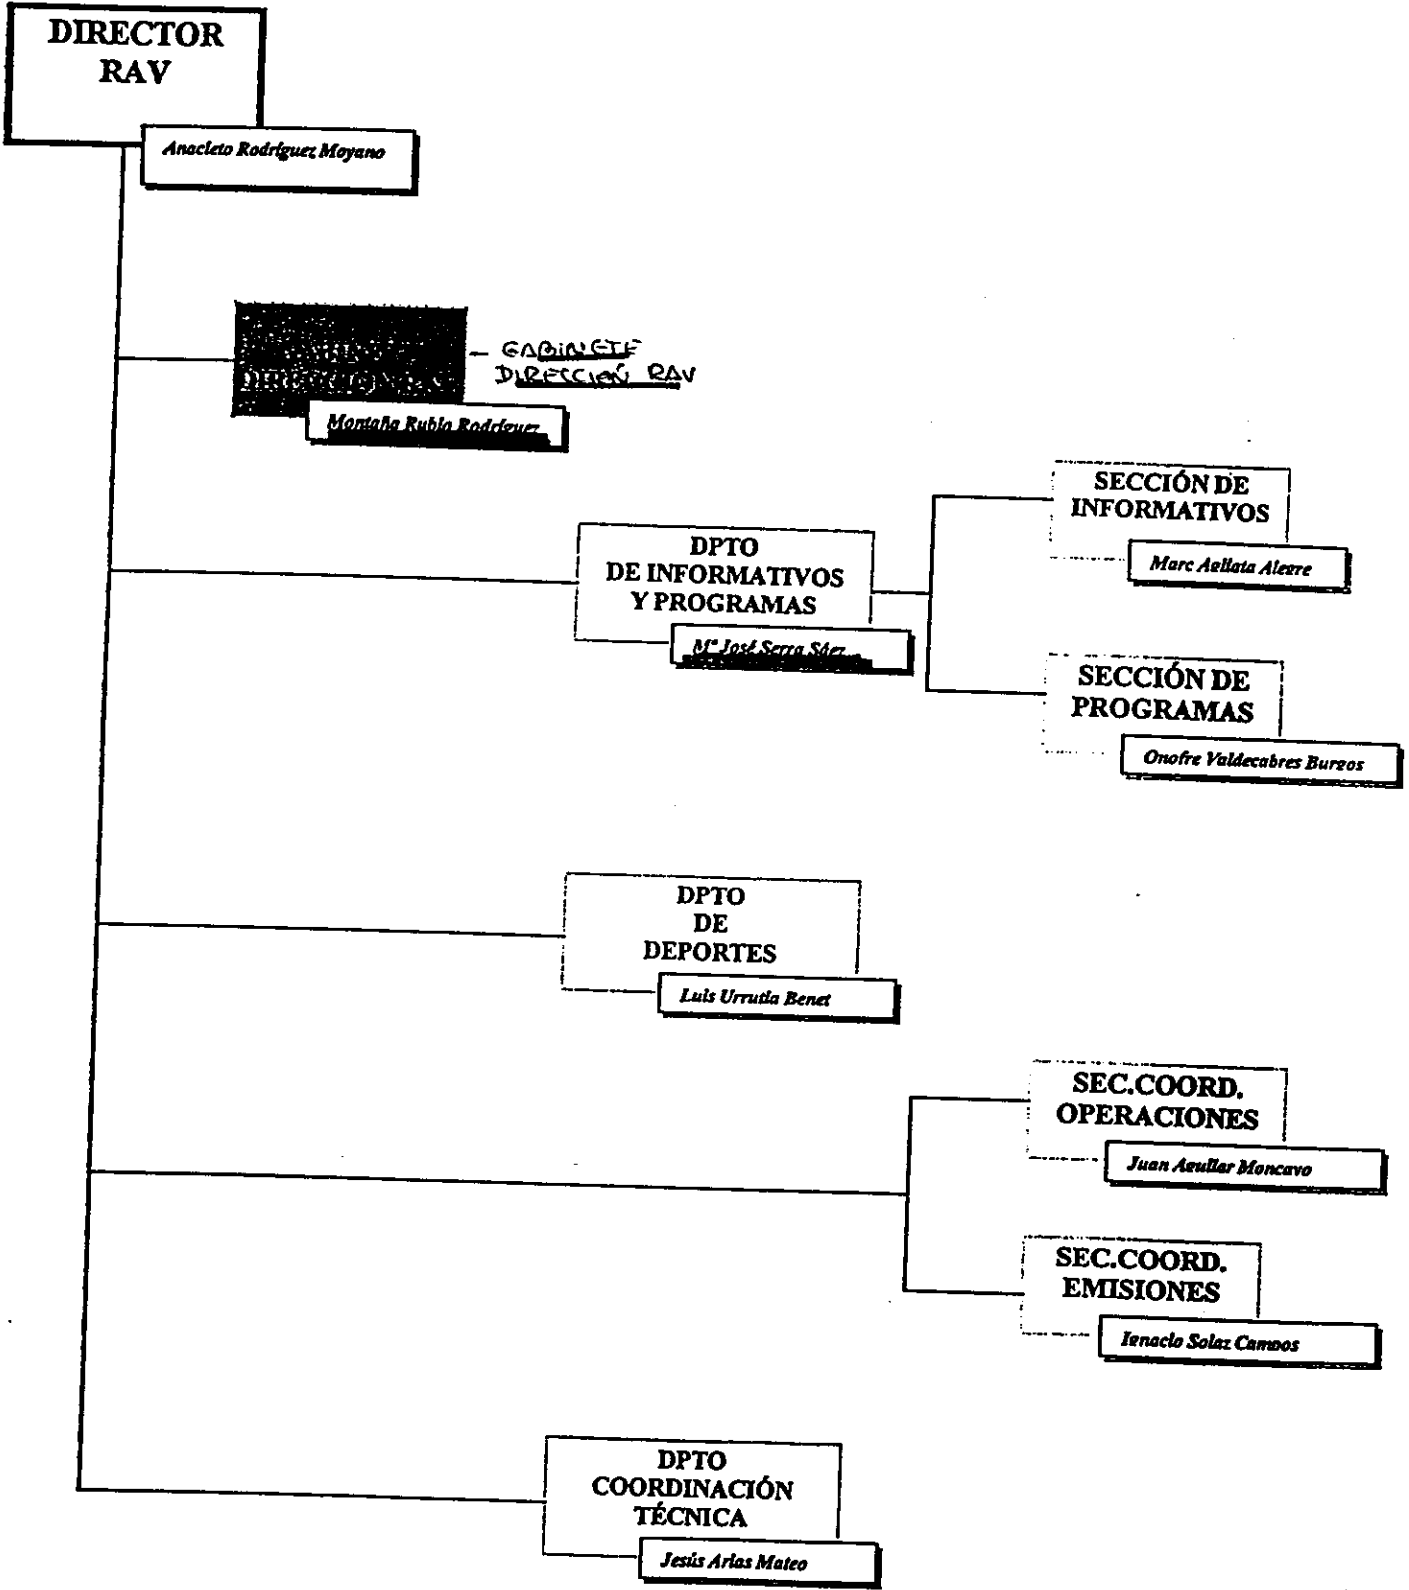 DIRECTOR
RAV
Anacleto Rodríguez Moyano
DIRECCION
– GABINETE
DIRECCIÓN RAV
Montaña Rubio Rodríguez
SECCIÓN DE
INFORMATIVOS
Marc Agilata Alegre
DPTO
DE INFORMATIVOS
Y PROGRAMAS
Mª José Serra Sáez
SECCIÓN DE
PROGRAMAS
Onofre Valdecabres Burgos
DPTO
DE
DEPORTES
Luis Urrutia Benet
SEC.COORD.
OPERACIONES
Juan Aguilar Moncayo
SEC.COORD.
EMISIONES
Ignacio Solaz Campos
DPTO
COORDINACIÓN
TÉCNICA
Jesús Arias Mateo